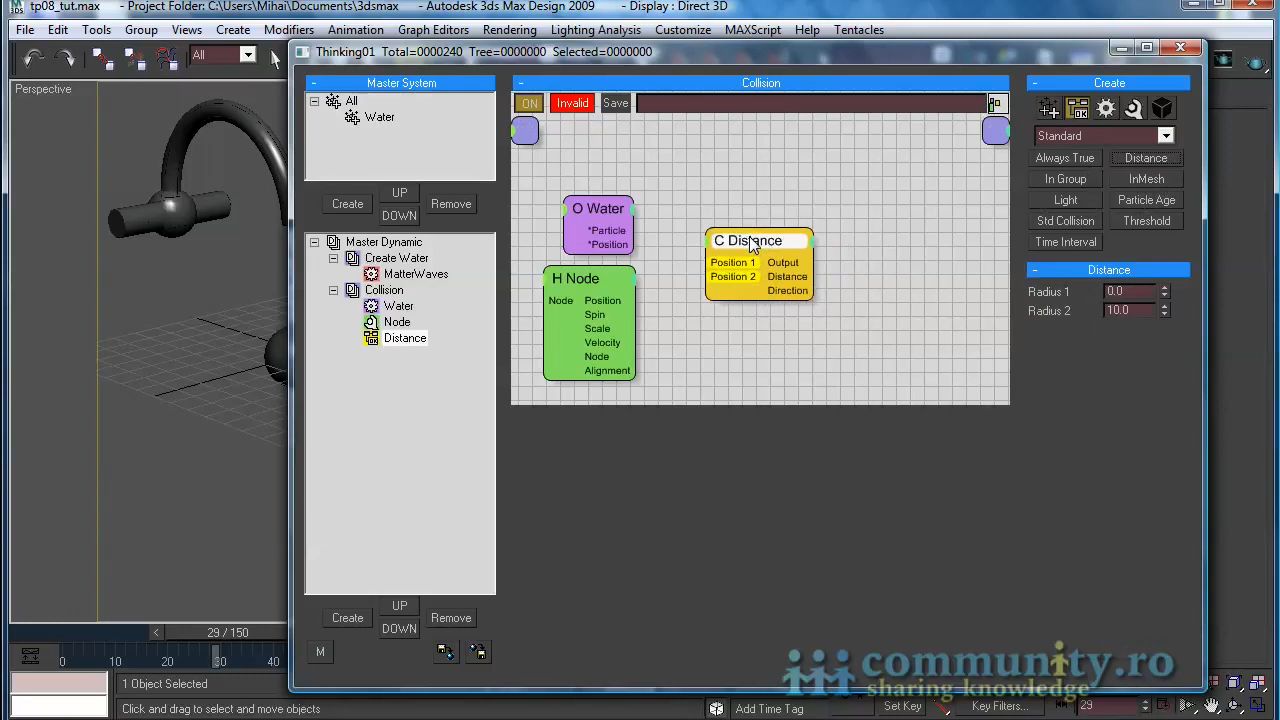 tp08_tut.max - Project Folder: C:\Users\Mihai\Documents\3dsmax - Autodesk 3ds Max Design 2009 - Display : Direct 3D
File Edit Tools Group Views Create Modifiers Animation Graph Editors Rendering Lighting Analysis Customize MAXScript Help Tentacles
Thinking01 Total=0000240 Tree=0000000 Selected=0000000
All
Perspective
- Master System
All
Water
Create
UP
DOWN
Remove
Master Dynamic
Create Water
MatterWaves
Collision
Water
Node
Distance
Create
UP
DOWN
Remove
M
- Collision
ON Invalid Save
O Water
*Particle
*Position
H Node
Node Position
Spin
Scale
Velocity
Node
Alignment
C Distance
Position 1 Output
Position 2 Distance
Direction
- Create
Standard
Always True Distance
In Group InMesh
Light Particle Age
Std Collision Threshold
Time Interval
- Distance
Radius 1 0.0
Radius 2 10.0
< 29 / 150
0 10 20 30 40
1 Object Selected
Click and drag to select and move objects
Add Time Tag
Set Key Key Filters... 29
community.ro
sharing knowledge